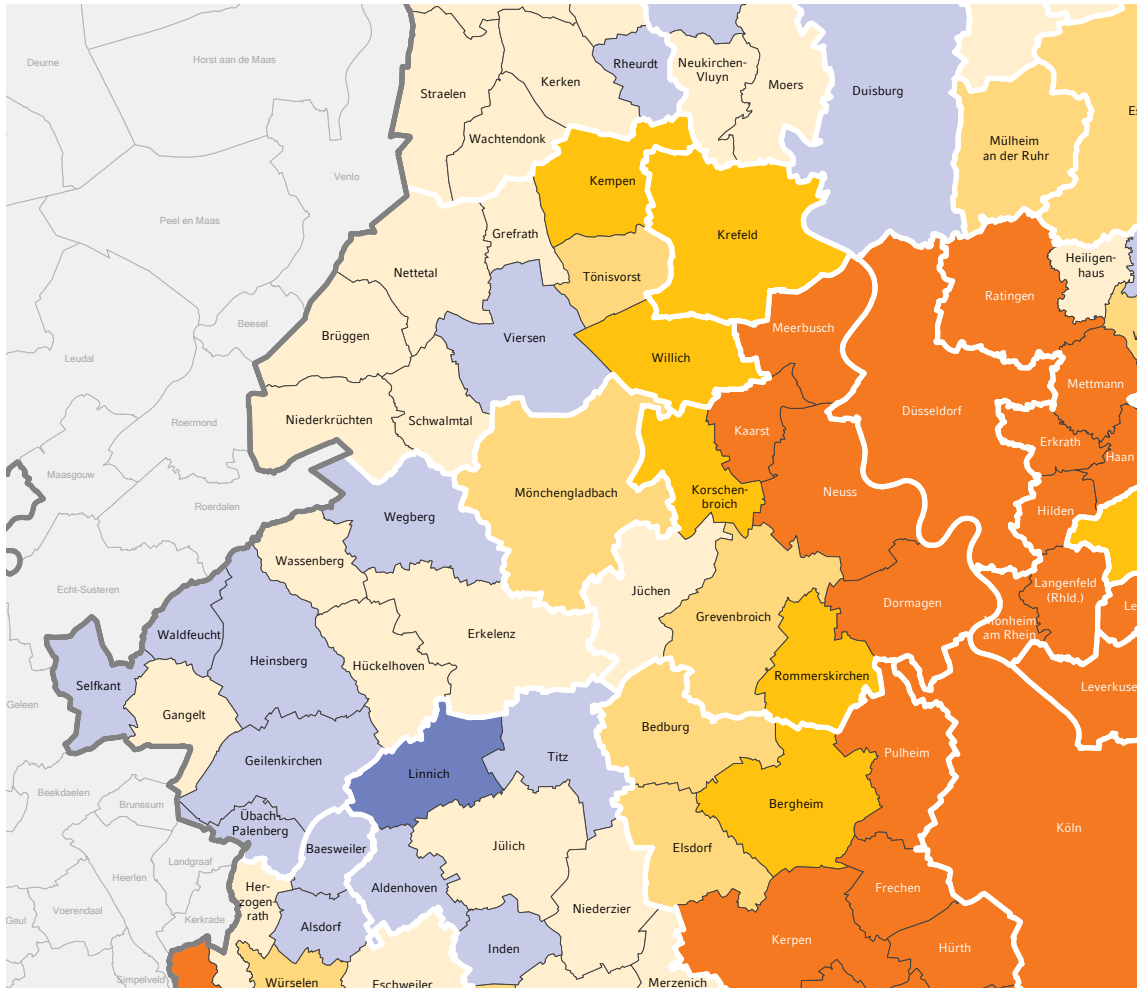 Deurne
Horst aan de Maas
Venlo
Peel en Maas
Beesel
Leudal
Roermond
Maasgouw
Roerdalen
Echt-Susteren
Geleen
Beekdaelen
Brunssum
Landgraaf
Heerlen
Voerendaal
Kerkrade
Geul
Simpelveld
Straelen
Kerken
Rheurdt
Neukirchen-
Vluyn
Moers
Duisburg
Wachtendonk
Mülheim
an der Ruhr
Es
Kempen
Krefeld
Grefrath
Nettetal
Tönisvorst
Ratingen
Heiligen-
haus
Brüggen
Viersen
Willich
Meerbusch
Mettmann
Niederkrüchten
Schwalmtal
Kaarst
Düsseldorf
Erkrath
Haan
Mönchengladbach
Korschen-
broich
Neuss
Hilden
Wegberg
Wassenberg
Jüchen
Grevenbroich
Dormagen
Langenfeld
(Rhld.)
Monheim
am Rhein
Le
Waldfeucht
Heinsberg
Hückelhoven
Erkelenz
Rommerskirchen
Leverkuse
Selfkant
Gangelt
Bedburg
Geilenkirchen
Linnich
Titz
Pulheim
Übach-
Palenberg
Baesweiler
Bergheim
Köln
Jülich
Elsdorf
Aldenhoven
Her-
zogen-
rath
Alsdorf
Niederzier
Frechen
Inden
Kerpen
Hürth
Würselen
Eschweiler
Merzenich